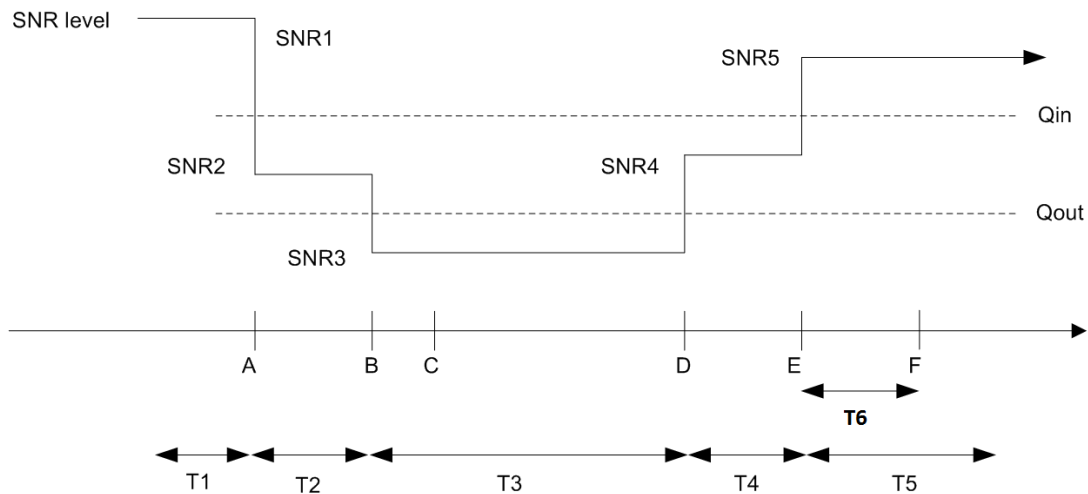 SNR level
SNR1
SNR5
Qin
SNR2
SNR4
Qout
SNR3
A B C D E F
T6
T1 T2 T3 T4 T5